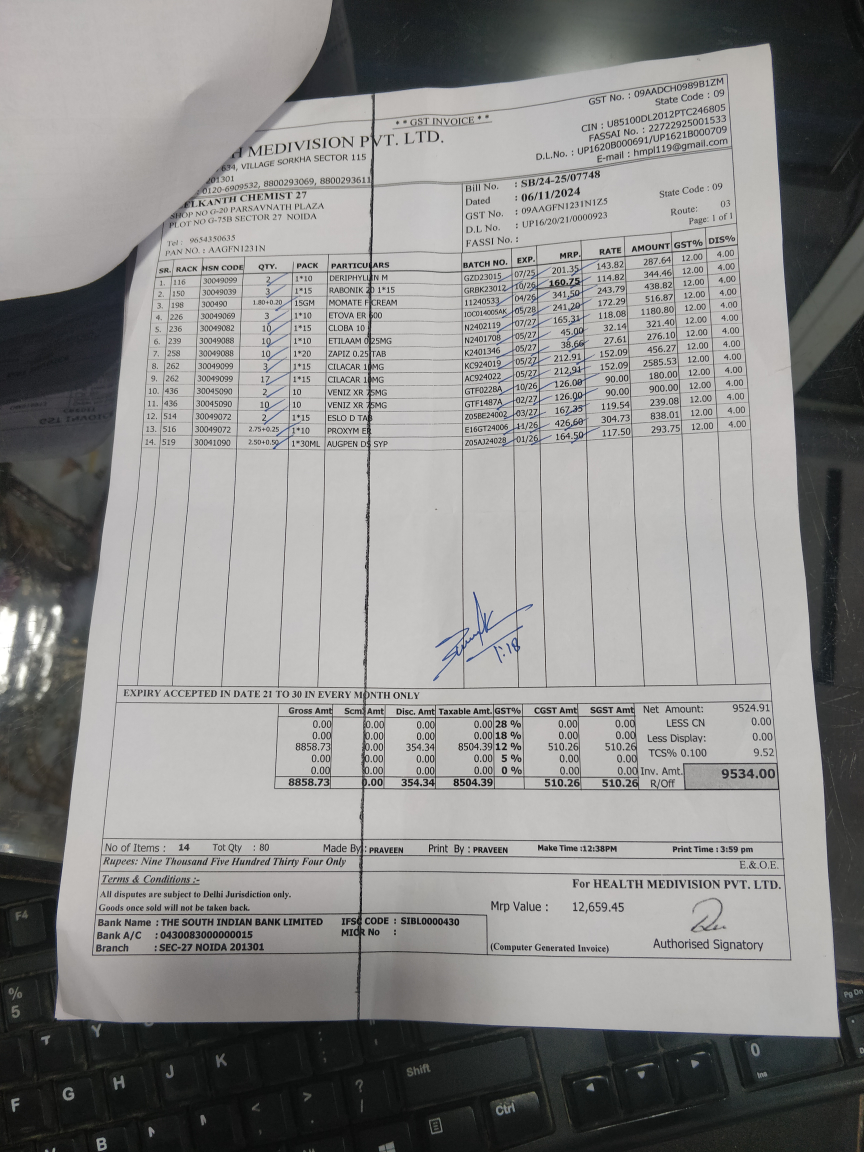 ** GST INVOICE **
GST No. : 09AADCH0989B1ZM
State Code : 09
CIN : U85100DL2012PTC246805
FASSAI No. : 22722925001533
D.L.No. : UP1620B000691/UP1621B000709
E-mail : hmpl119@gmail.com
H MEDIVISION PVT. LTD.
634, VILLAGE SORKHA SECTOR 115
201301
0120-6909532, 8800293069, 8800293611
ELKANTH CHEMIST 27
SHOP NO G-20 PARSAVNATH PLAZA
PLOT NO G-75B SECTOR 27 NOIDA
Tel : 9654350635
PAN NO. : AAGFN1231N
Bill No. : SB/24-25/07748
Dated : 06/11/2024
GST No. : 09AAGFN1231N1Z5
D.L No. : UP16/20/21/0000923
FASSI No. :
State Code : 09
Route: 03
Page: 1 of 1
SR. RACK HSN CODE QTY. PACK PARTICULARS BATCH NO. EXP. MRP. RATE AMOUNT GST% DIS%
1. 116 30049099 2 1*10 DERIPHYLLIN M GZD23015 07/25 201.35 143.82 287.64 12.00 4.00
2. 150 30049039 3 1*15 RABONIK 20 1*15 GRBK23012 10/26 160.75 114.82 344.46 12.00 4.00
3. 198 300490 1.80+0.20 15GM MOMATE F CREAM 11240533 04/26 341.50 243.79 438.82 12.00 4.00
4. 226 30049069 3 1*10 ETOVA ER 600 IOC014005AK 05/28 241.20 172.29 516.87 12.00 4.00
5. 236 30049082 10 1*15 CLOBA 10 N2402119 07/27 165.31 118.08 1180.80 12.00 4.00
6. 239 30049088 10 1*10 ETILAAM 0.25MG N2401708 05/27 45.00 32.14 321.40 12.00 4.00
7. 258 30049088 10 1*20 ZAPIZ 0.25 TAB K2401346 05/27 38.66 27.61 276.10 12.00 4.00
8. 262 30049099 3 1*15 CILACAR 10MG KC924019 05/27 212.91 152.09 456.27 12.00 4.00
9. 262 30049099 17 1*15 CILACAR 10MG AC924022 05/27 212.91 152.09 2585.53 12.00 4.00
10. 436 30045090 2 10 VENIZ XR 75MG GTF0228A 10/26 126.00 90.00 180.00 12.00 4.00
11. 436 30045090 10 10 VENIZ XR 75MG GTF1487A 02/27 126.00 90.00 900.00 12.00 4.00
12. 514 30049072 2 1*15 ESLO D TAB Z05BE24002 03/27 167.35 119.54 239.08 12.00 4.00
13. 516 30049072 2.75+0.25 1*10 PROXYM ER E16GT24006 11/26 426.60 304.73 838.01 12.00 4.00
14. 519 30041090 2.50+0.50 1*30ML AUGPEN DS SYP Z05AJ24028 01/26 164.50 117.50 293.75 12.00 4.00
1:18
EXPIRY ACCEPTED IN DATE 21 TO 30 IN EVERY MONTH ONLY
Gross Amt Scm. Amt Disc. Amt Taxable Amt. GST% CGST Amt SGST Amt
0.00 0.00 0.00 0.00 28 % 0.00 0.00
0.00 0.00 0.00 0.00 18 % 0.00 0.00
8858.73 0.00 354.34 8504.39 12 % 510.26 510.26
0.00 0.00 0.00 0.00 5 % 0.00 0.00
0.00 0.00 0.00 0.00 0 % 0.00 0.00
8858.73 0.00 354.34 8504.39 510.26 510.26
Net Amount: 9524.91
LESS CN 0.00
Less Display: 0.00
TCS% 0.100 9.52
Inv. Amt. 9534.00
R/Off
No of Items : 14 Tot Qty : 80 Made By : PRAVEEN Print By : PRAVEEN Make Time :12:38PM Print Time : 3:59 pm
Rupees: Nine Thousand Five Hundred Thirty Four Only
E.&O.E.
Terms & Conditions :-
All disputes are subject to Delhi Jurisdiction only.
Goods once sold will not be taken back.
Bank Name : THE SOUTH INDIAN BANK LIMITED IFSC CODE : SIBL0000430
Bank A/C : 0430083000000015 MICR No :
Branch : SEC-27 NOIDA 201301
For HEALTH MEDIVISION PVT. LTD.
Mrp Value : 12,659.45
(Computer Generated Invoice)
Authorised Signatory
F4
%
5
T
Y
F
G
H
J
K
B
<
>
?
/
Shift
Ctrl
0
Ins
Pg Dn